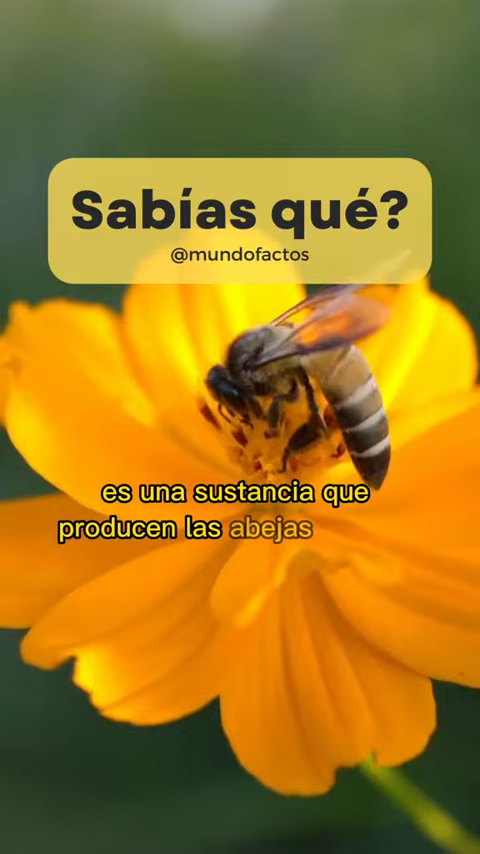 Sabías qué?
@mundofactos
es una sustancia que
producen las abejas